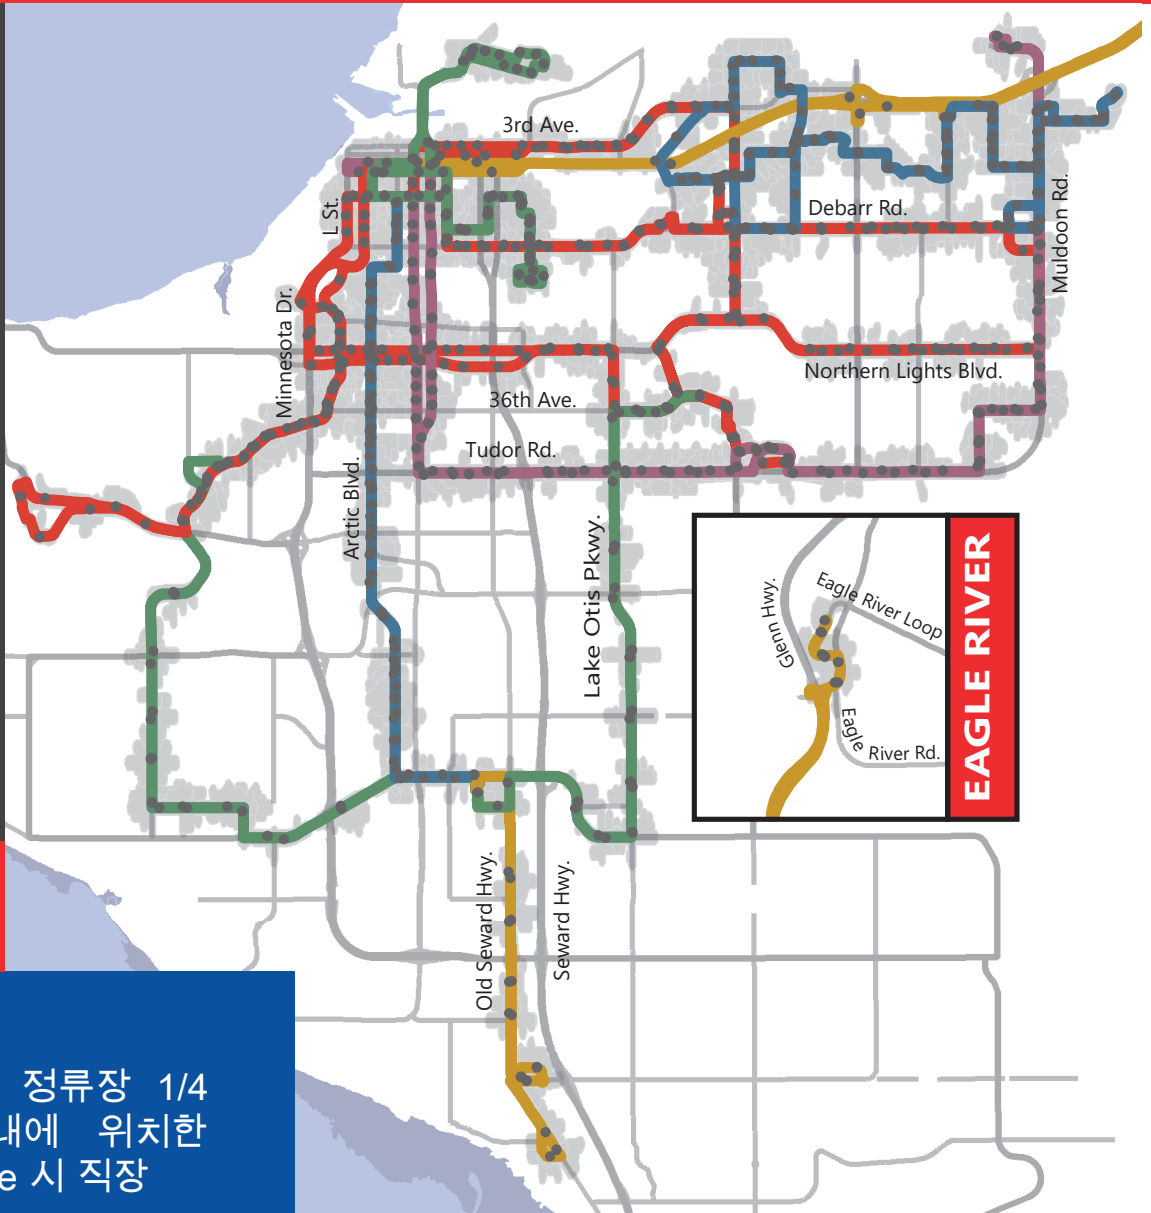 3rd Ave.
L St.
Debarr Rd.
Muldoon Rd.
Minnesota Dr.
Northern Lights Blvd.
36th Ave.
Tudor Rd.
Arctic Blvd.
Lake Otis Pkwy.
Eagle River Loop
Glenn Hwy.
Eagle River Rd.
EAGLE RIVER
Old Seward Hwy.
Seward Hwy.
정류장 1/4
내에 위치한
e 시 직장